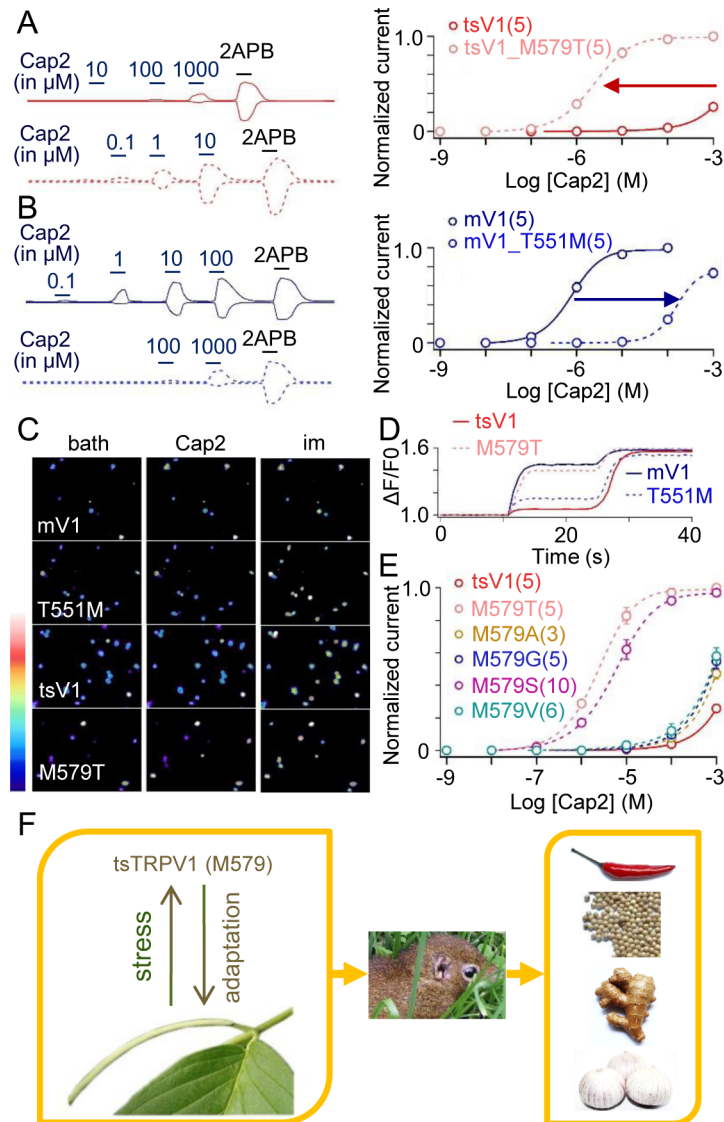 A
Cap2
(in µM)
10 100 1000 2APB
Cap2
(in µM)
0.1 1 10 2APB
Normalized current
1.0
0
tsV1(5)
tsV1_M579T(5)
-9 -6 -3
Log [Cap2] (M)
B
Cap2
(in µM)
0.1 1 10 100 2APB
Cap2
(in µM)
100 1000 2APB
Normalized current
1.0
0
mV1(5)
mV1_T551M(5)
-9 -6 -3
Log [Cap2] (M)
C
bath Cap2 im
mV1
T551M
tsV1
M579T
D
ΔF/F0
1.6
1.0
tsV1
M579T
mV1
T551M
0 20 40
Time (s)
E
Normalized current
1.0
0
tsV1(5)
M579T(5)
M579A(3)
M579G(5)
M579S(10)
M579V(6)
-9 -7 -5 -3
Log [Cap2] (M)
F
tsTRPV1 (M579)
stress
adaptation